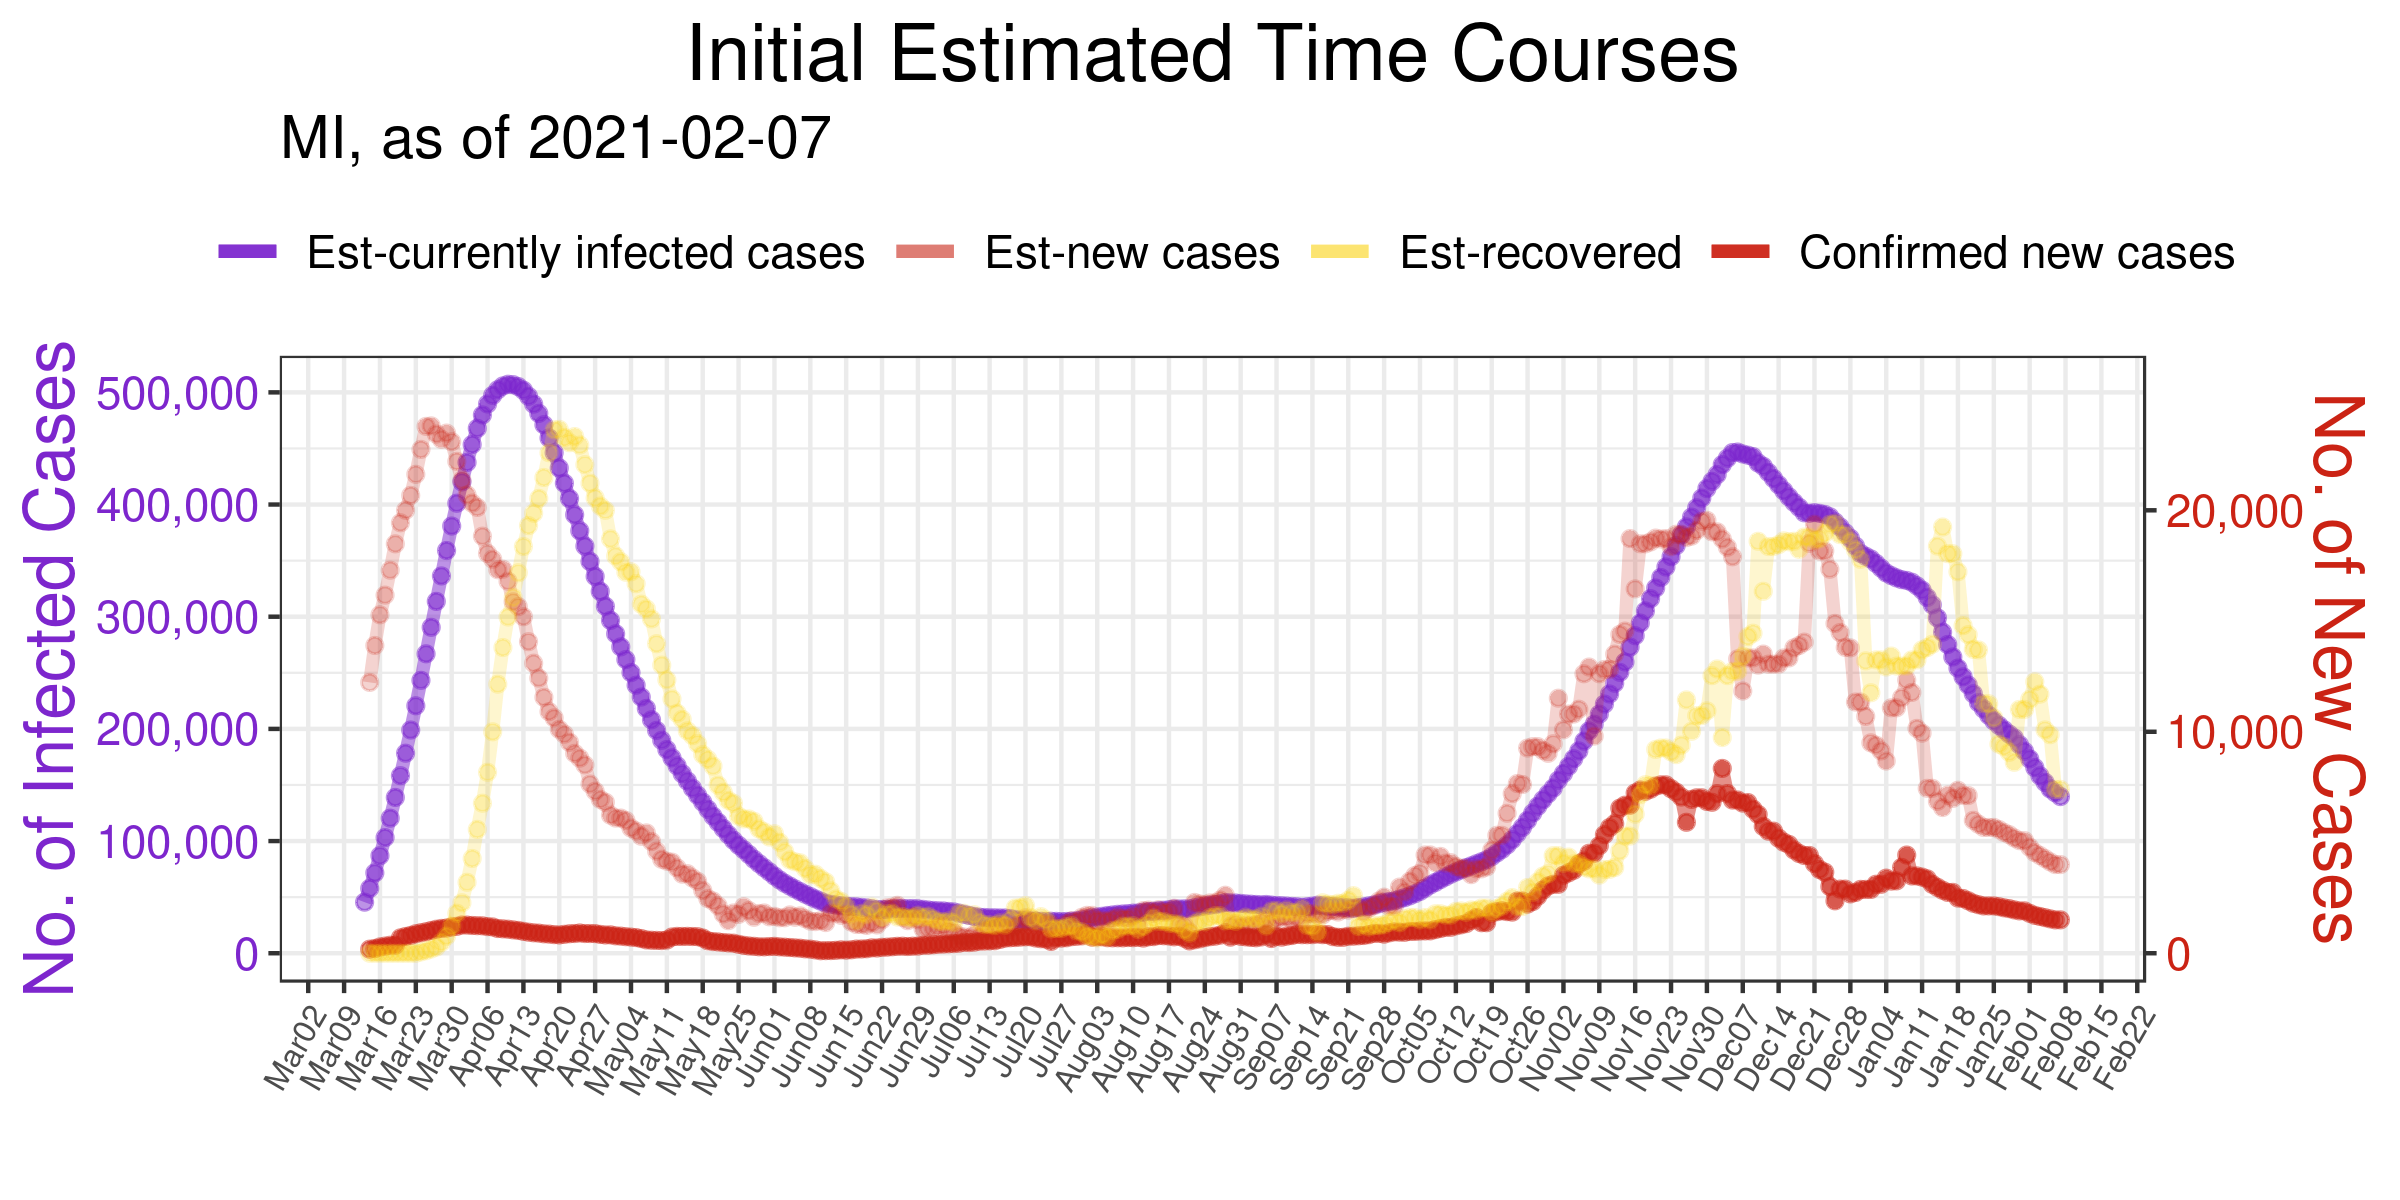 Initial Estimated Time Courses
MI, as of 2021-02-07
Est-currently infected cases Est-new cases Est-recovered Confirmed new cases
No. of Infected Cases
500,000
400,000
300,000
200,000
100,000
0
20,000
10,000
0
No. of New Cases
Mar02 Mar09 Mar16 Mar23 Mar30 Apr06 Apr13 Apr20 Apr27 May04 May11 May18 May25 Jun01 Jun08 Jun15 Jun22 Jun29 Jul06 Jul13 Jul20 Jul27 Aug03 Aug10 Aug17 Aug24 Aug31 Sep07 Sep14 Sep21 Sep28 Oct05 Oct12 Oct19 Oct26 Nov02 Nov09 Nov16 Nov23 Nov30 Dec07 Dec14 Dec21 Dec28 Jan04 Jan11 Jan18 Jan25 Feb01 Feb08 Feb15 Feb22